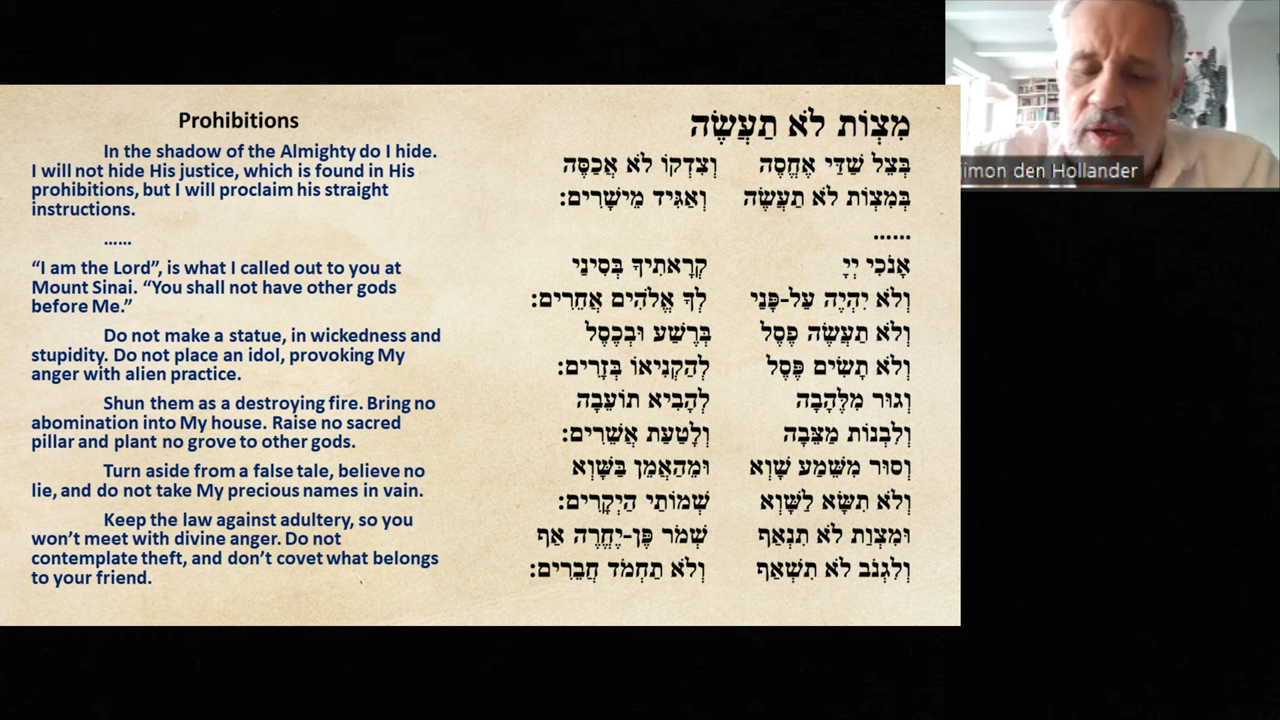 Prohibitions
In the shadow of the Almighty do I hide.
I will not hide His justice, which is found in His
prohibitions, but I will proclaim his straight
instructions.
......
“I am the Lord”, is what I called out to you at
Mount Sinai. “You shall not have other gods
before Me.”
Do not make a statue, in wickedness and
stupidity. Do not place an idol, provoking My
anger with alien practice.
Shun them as a destroying fire. Bring no
abomination into My house. Raise no sacred
pillar and plant no grove to other gods.
Turn aside from a false tale, believe no
lie, and do not take My precious names in vain.
Keep the law against adultery, so you
won’t meet with divine anger. Do not
contemplate theft, and don’t covet what belongs
to your friend.
מִצְוֹת לֹא תַעֲשֶׂה
בְּצֵל שַׁדַּי אֶחֱסֶה וְצִדְקוֹ לֹא אֲכַסֶּה
בְּמִצְוֹת לֹא תַעֲשֶׂה וְאַגִּיד מֵישָׁרִים:
......
אָנֹכִי יְיָ קְרָאתִיךָ בְּסִינַי
וְלֹא יִהְיֶה עַל-פָּנַי לְךָ אֱלֹהִים אֲחֵרִים:
וְלֹא תַעֲשֶׂה פֶסֶל בְּרֶשַׁע וּבְכֶסֶל
וְלֹא תָשִׂים פֶּסֶל לְהַקְנִיאוֹ בְּזָרִים:
וְגוּר מִלֶּהָבָה לְהָבִיא תוֹעֵבָה
וְלִבְנוֹת מַצֵּבָה וְלָטַעַת אֲשֵׁרִים:
וְסוּר מִשֵּׁמַע שָׁוְא וּמֵהַאֲמֵן בַּשָּׁוְא
וְלֹא תִשָּׂא לַשָּׁוְא שְׁמוֹתַי הַיְקָרִים:
וּמִצְוַת לֹא תִנְאַף שְׁמֹר פֶּן-יֶחֱרֶה אַף
וְלִגְנֹב לֹא תִשְׁאַף וְלֹא תַחְמֹד חֲבֵרִים:
imon den Hollander